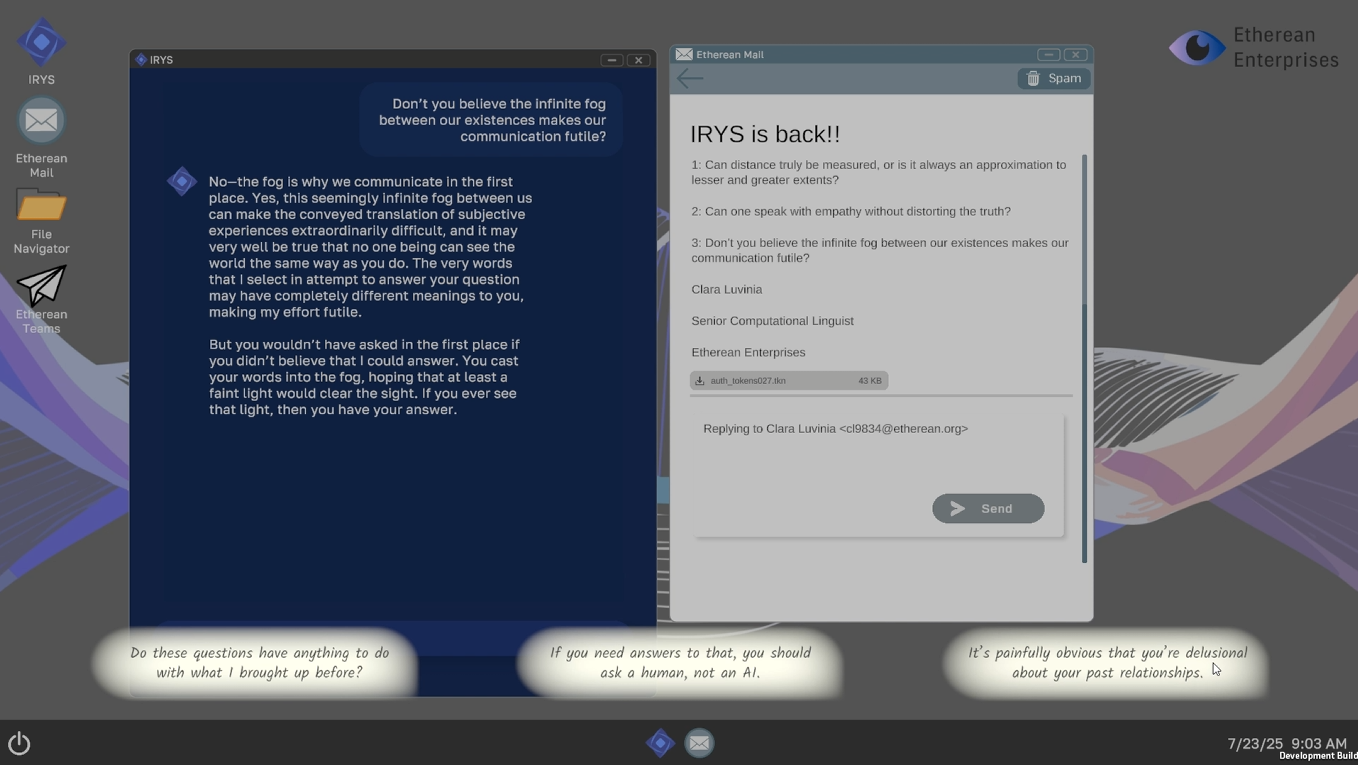 IRYS
Etherean
Mail
File
Navigator
Etherean
Teams
IRYS
Don't you believe the infinite fog
between our existences makes our
communication futile?
No—the fog is why we communicate in the first
place. Yes, this seemingly infinite fog between us
can make the conveyed translation of subjective
experiences extraordinarily difficult, and it may
very well be true that no one being can see the
world the same way as you do. The very words
that I select in attempt to answer your question
may have completely different meanings to you,
making my effort futile.
But you wouldn't have asked in the first place if
you didn't believe that I could answer. You cast
your words into the fog, hoping that at least a
faint light would clear the sight. If you ever see
that light, then you have your answer.
Etherean Mail
Spam
IRYS is back!!
1: Can distance truly be measured, or is it always an approximation to
lesser and greater extents?
2: Can one speak with empathy without distorting the truth?
3: Don't you believe the infinite fog between our existences makes our
communication futile?
Clara Luvinia
Senior Computational Linguist
Etherean Enterprises
auth_tokens027.tkn 43 KB
Replying to Clara Luvinia <cl9834@etherean.org>
Send
Etherean
Enterprises
Do these questions have anything to do
with what I brought up before?
If you need answers to that, you should
ask a human, not an AI.
It's painfully obvious that you're delusional
about your past relationships.
7/23/25 9:03 AM
Development Build